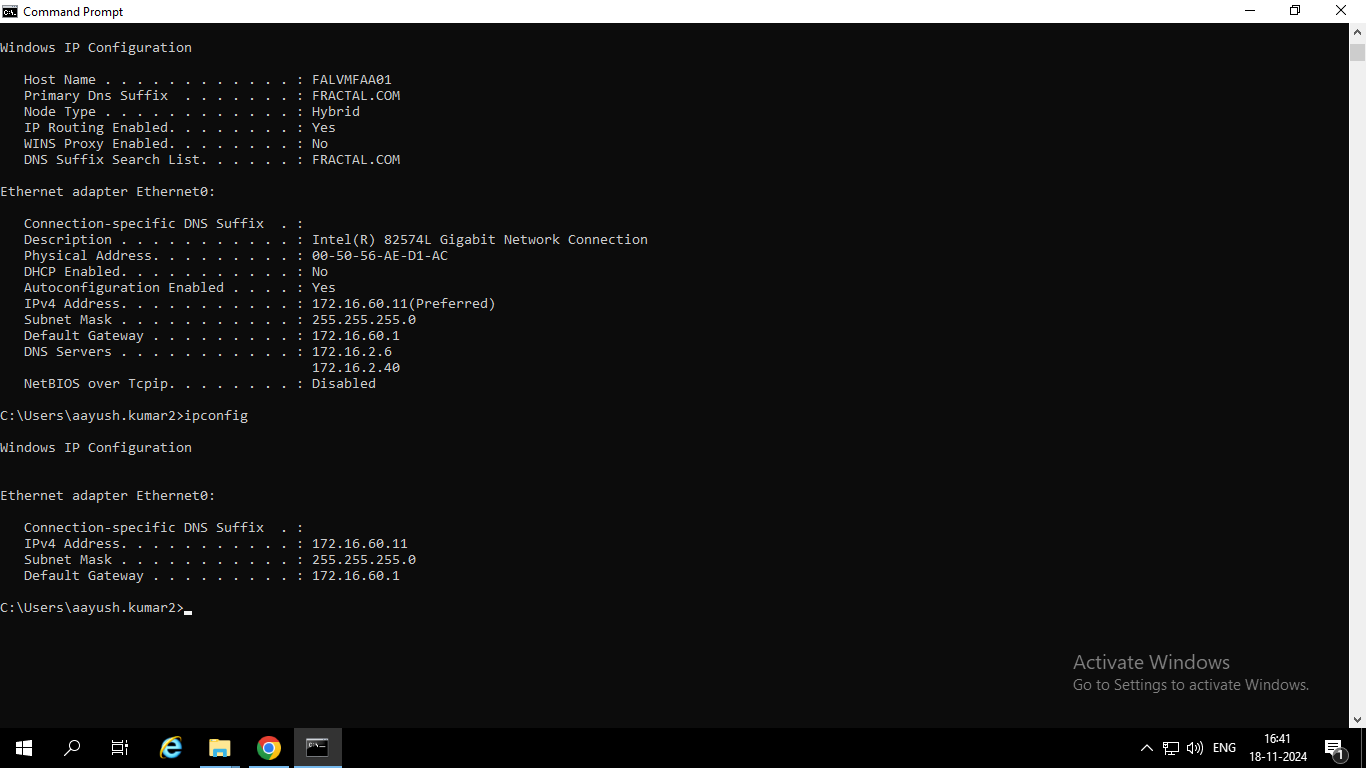 Command Prompt
Windows IP Configuration
Host Name . . . . . . . . . . . . : FALVMFAA01
Primary Dns Suffix  . . . . . . . : FRACTAL.COM
Node Type . . . . . . . . . . . . : Hybrid
IP Routing Enabled. . . . . . . . : Yes
WINS Proxy Enabled. . . . . . . . : No
DNS Suffix Search List. . . . . . : FRACTAL.COM
Ethernet adapter Ethernet0:
Connection-specific DNS Suffix  . :
Description . . . . . . . . . . . : Intel(R) 82574L Gigabit Network Connection
Physical Address. . . . . . . . . : 00-50-56-AE-D1-AC
DHCP Enabled. . . . . . . . . . . : No
Autoconfiguration Enabled . . . . : Yes
IPv4 Address. . . . . . . . . . . : 172.16.60.11(Preferred)
Subnet Mask . . . . . . . . . . . : 255.255.255.0
Default Gateway . . . . . . . . . : 172.16.60.1
DNS Servers . . . . . . . . . . . : 172.16.2.6
172.16.2.40
NetBIOS over Tcpip. . . . . . . . : Disabled
C:\Users\aayush.kumar2>ipconfig
Windows IP Configuration
Ethernet adapter Ethernet0:
Connection-specific DNS Suffix  . :
IPv4 Address. . . . . . . . . . . : 172.16.60.11
Subnet Mask . . . . . . . . . . . : 255.255.255.0
Default Gateway . . . . . . . . . : 172.16.60.1
C:\Users\aayush.kumar2>
Activate Windows
Go to Settings to activate Windows.
ENG
16:41
18-11-2024
1